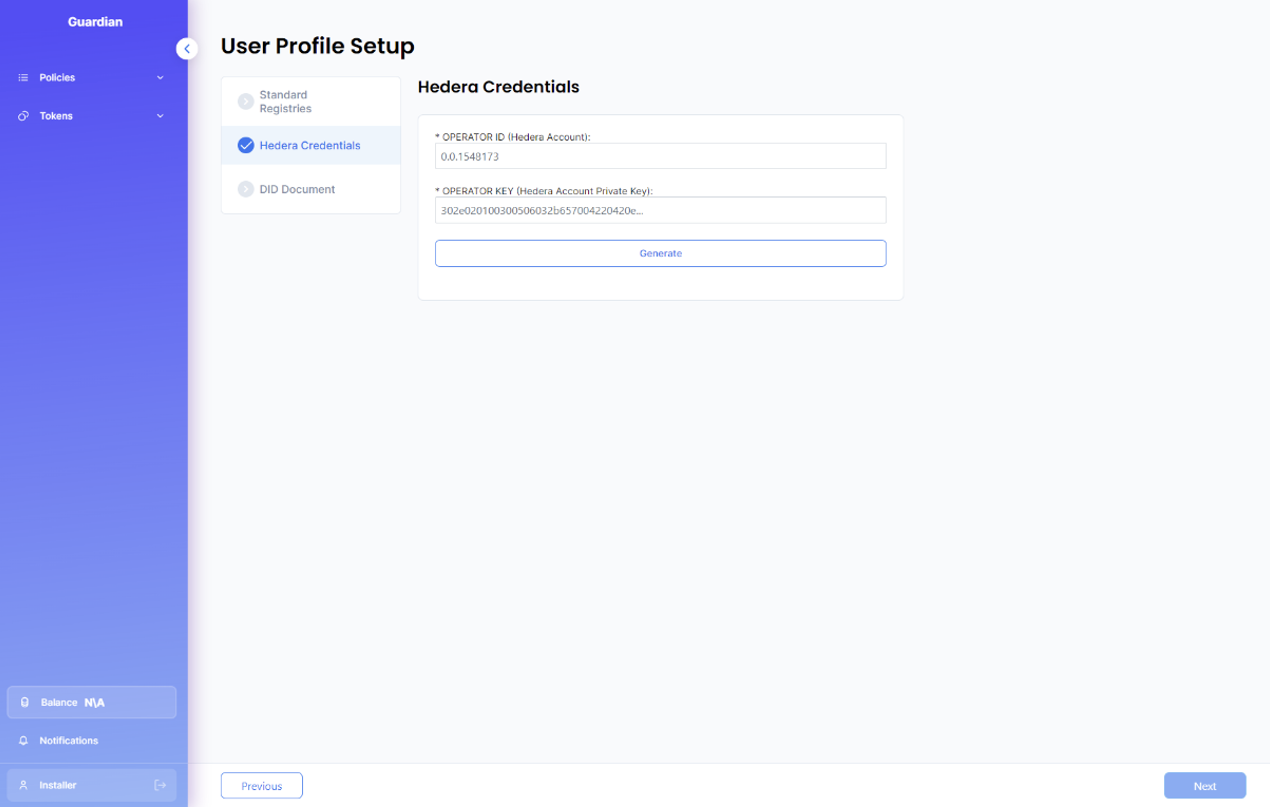 Guardian
Policies
Tokens
Balance N\A
Notifications
Installer
User Profile Setup
Standard
Registries
Hedera Credentials
DID Document
Hedera Credentials
* OPERATOR ID (Hedera Account):
0.0.1548173
* OPERATOR KEY (Hedera Account Private Key):
302e020100300506032b657004220420e...
Generate
Previous
Next